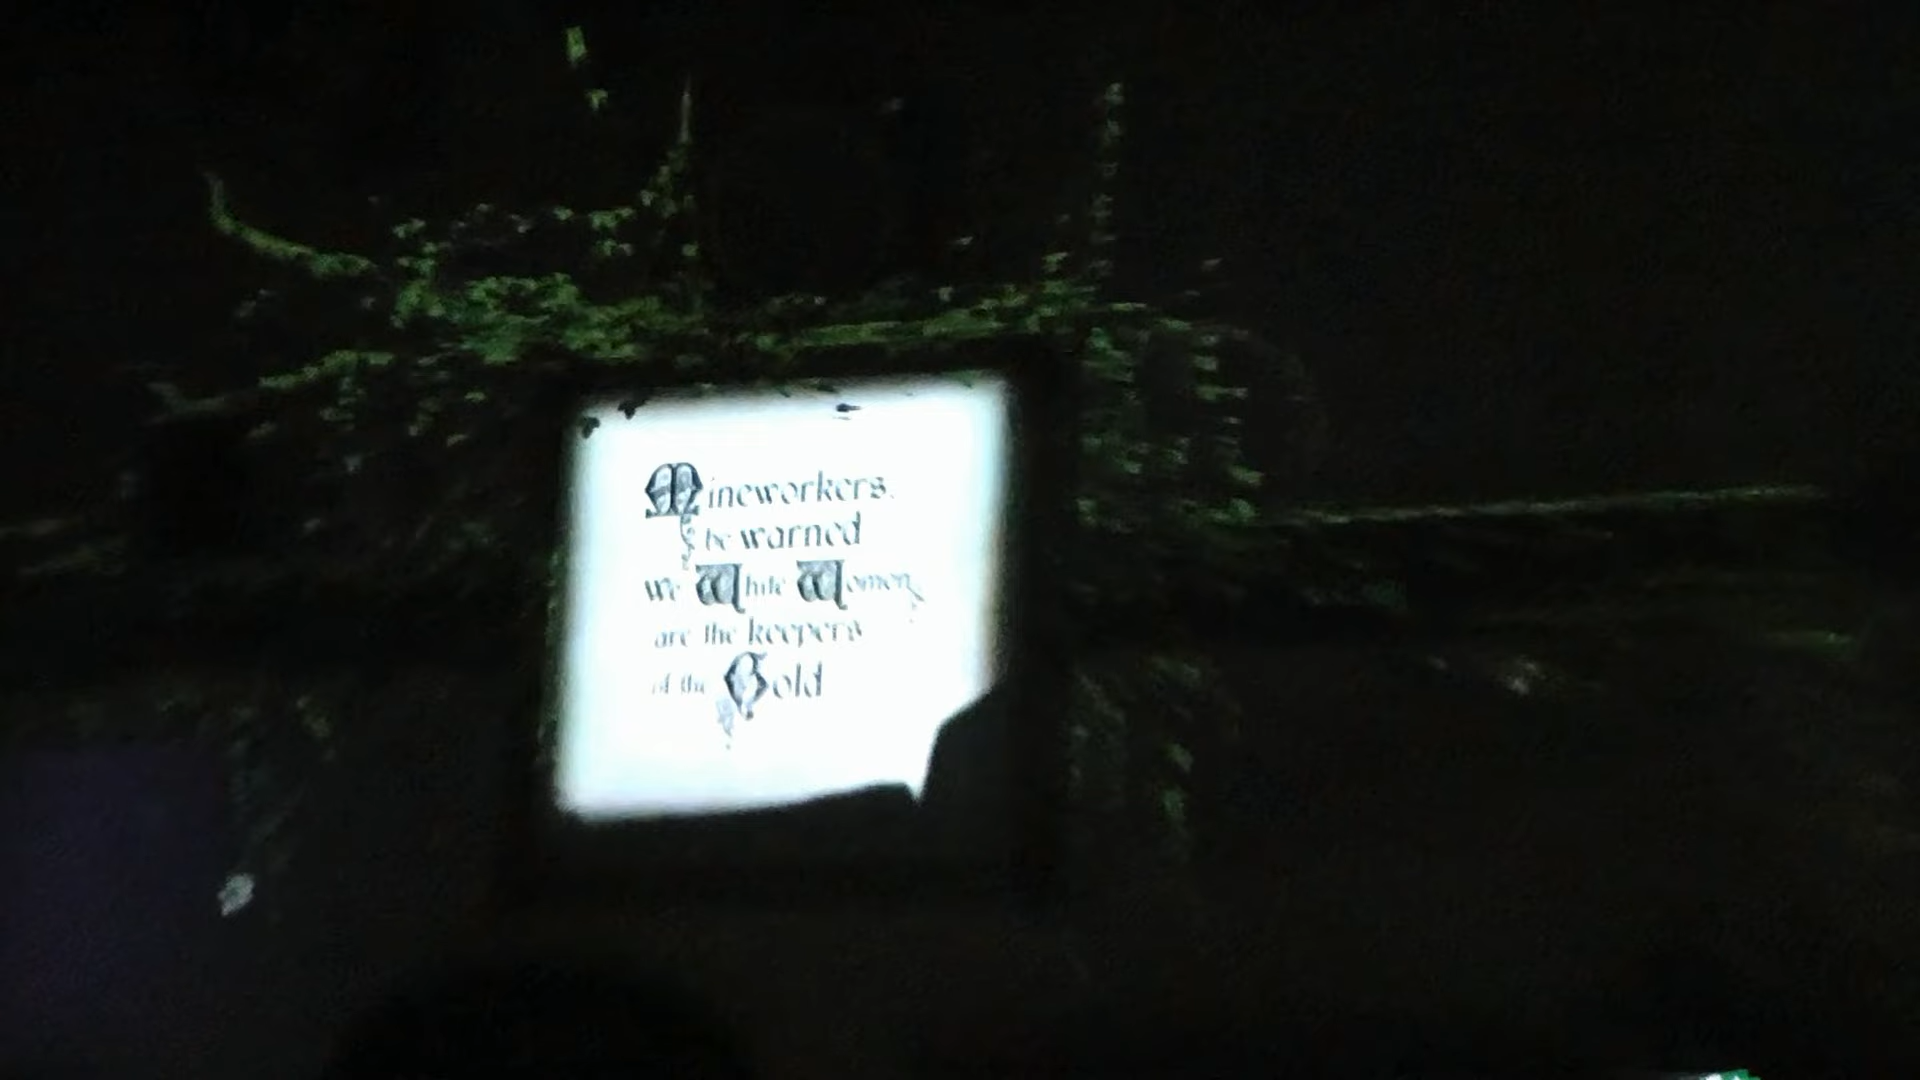 Mineworkers,
be warned
We White Women
are the keepers
of the Gold